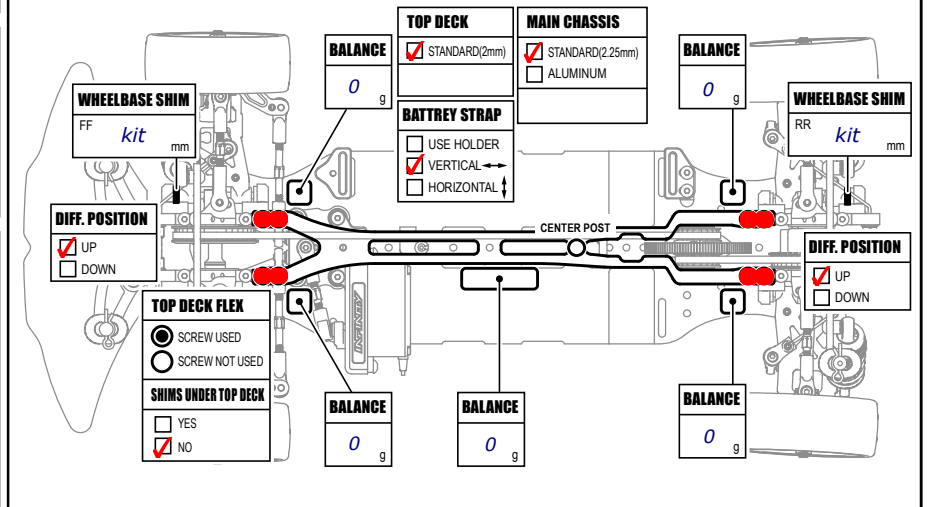 TOP DECK
STANDARD(2mm)
MAIN CHASSIS
STANDARD(2.25mm)
ALUMINUM
BALANCE
0
g
BALANCE
0
g
WHEELBASE SHIM
FF
kit
mm
WHEELBASE SHIM
RR
kit
mm
BATTREY STRAP
USE HOLDER
VERTICAL
HORIZONTAL
DIFF. POSITION
UP
DOWN
CENTER POST
DIFF. POSITION
UP
DOWN
TOP DECK FLEX
SCREW USED
SCREW NOT USED
SHIMS UNDER TOP DECK
YES
NO
INFINITY
BALANCE
0
g
BALANCE
0
g
BALANCE
0
g